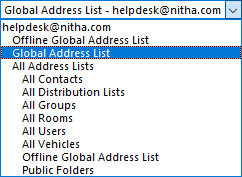 Global Address List - helpdesk@nitha.com
helpdesk@nitha.com
Offline Global Address List
Global Address List
All Address Lists
All Contacts
All Distribution Lists
All Groups
All Rooms
All Users
All Vehicles
Offline Global Address List
Public Folders